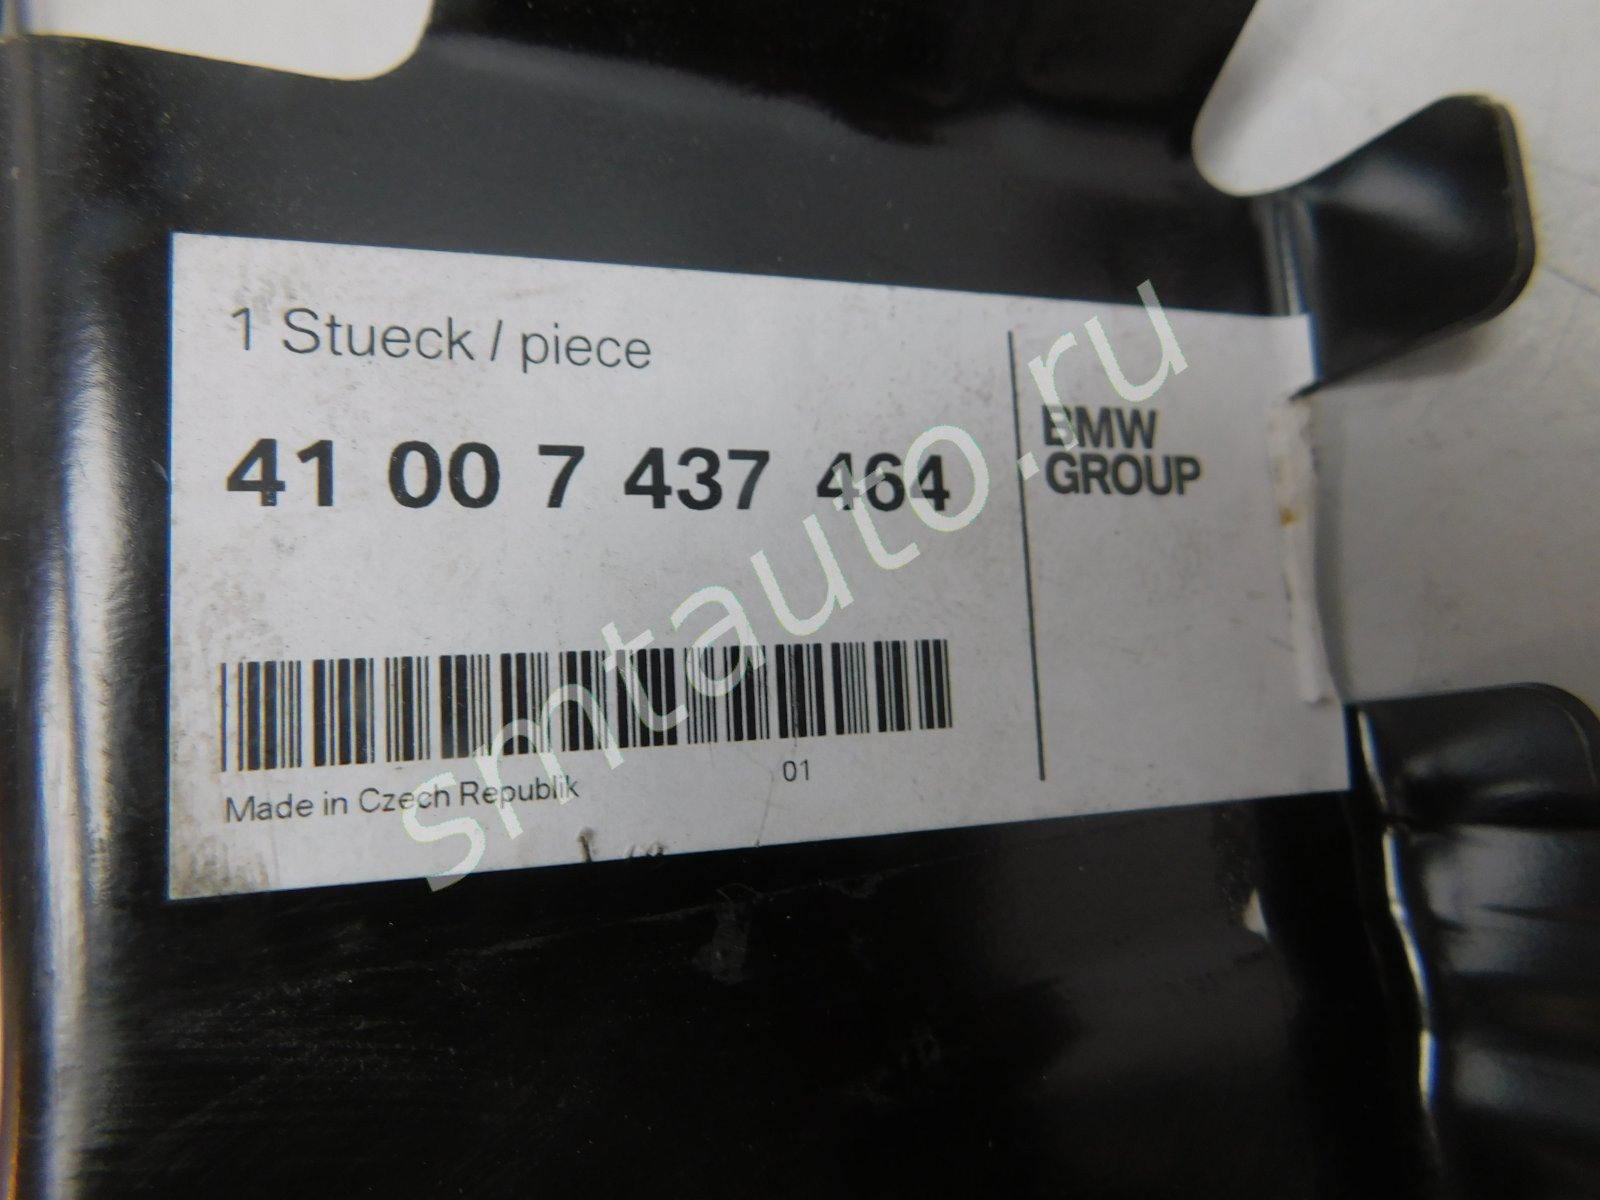 1 Stueck / piece
41 00 7 437 464
BMW
GROUP
Made in Czech Republik
01
smtauto.ru